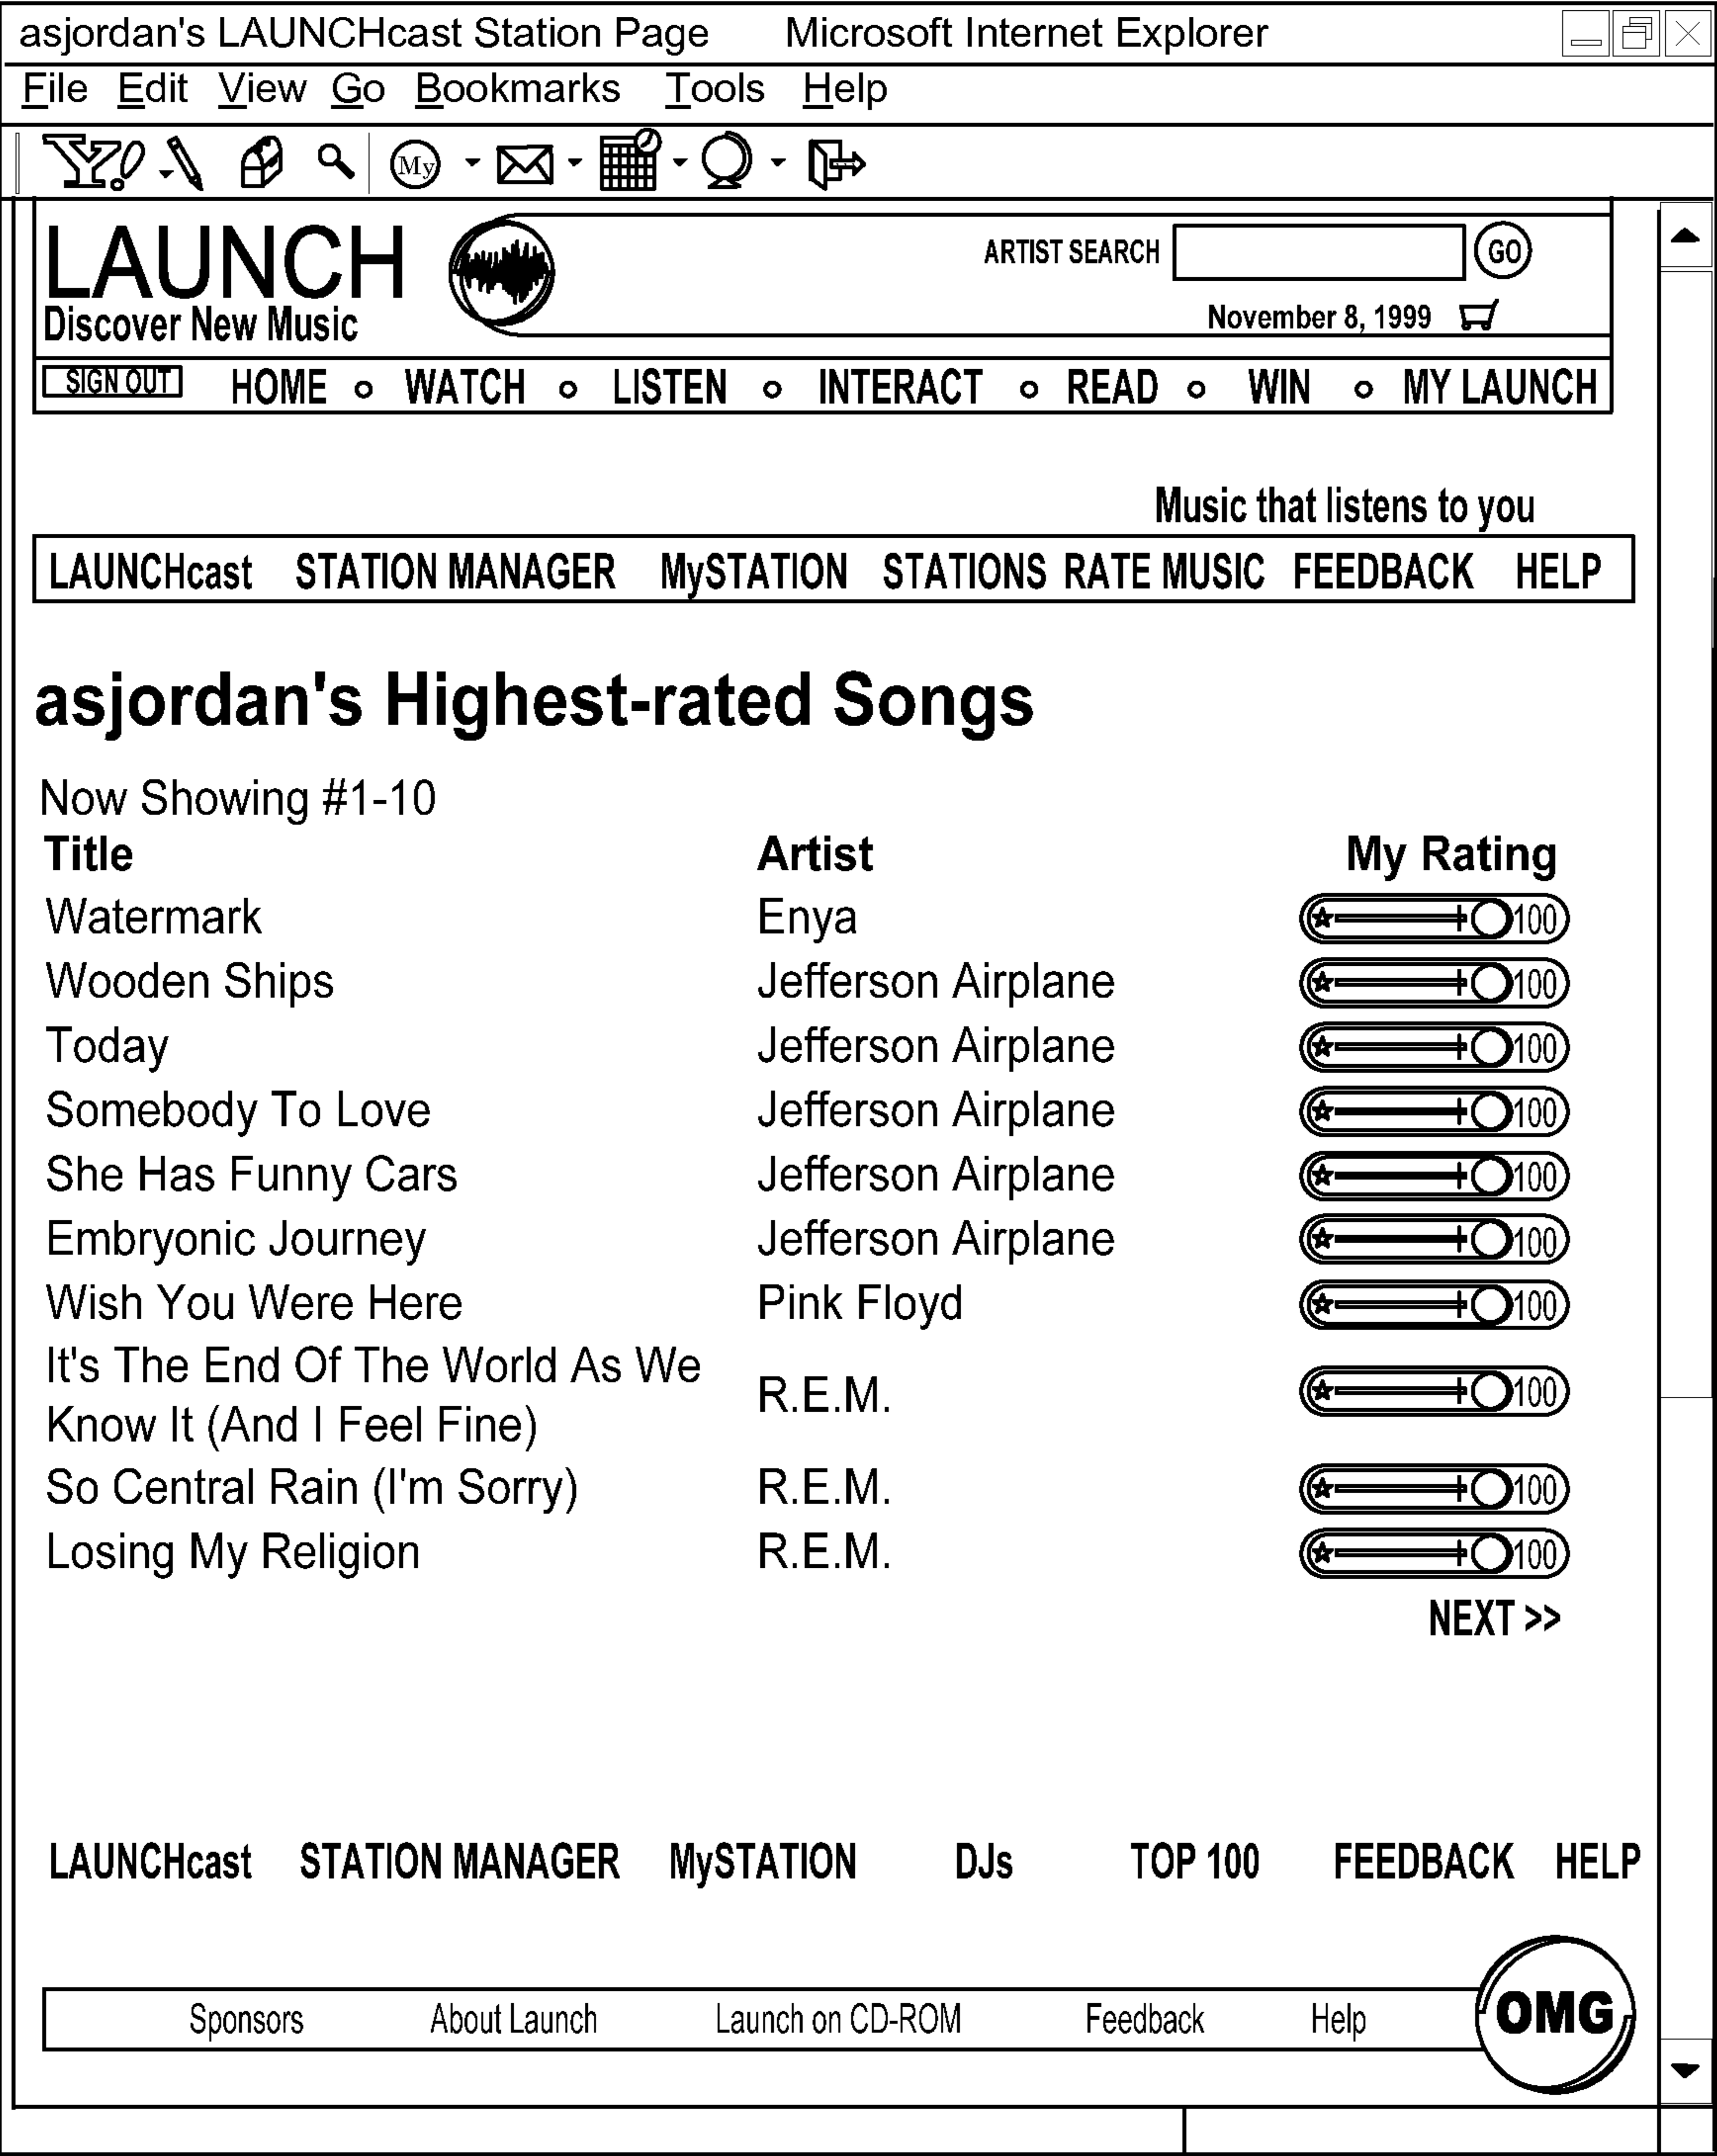 asjordan's LAUNCHcast Station Page Microsoft Internet Explorer
File Edit View Go Bookmarks Tools Help
Y! My
LAUNCH
ARTIST SEARCH GO
Discover New Music
November 8, 1999
SIGN OUT HOME o WATCH o LISTEN o INTERACT o READ o WIN o MY LAUNCH
Music that listens to you
LAUNCHcast STATION MANAGER MySTATION STATIONS RATE MUSIC FEEDBACK HELP
asjordan's Highest-rated Songs
Now Showing #1-10
Title Artist My Rating
Watermark Enya 100
Wooden Ships Jefferson Airplane 100
Today Jefferson Airplane 100
Somebody To Love Jefferson Airplane 100
She Has Funny Cars Jefferson Airplane 100
Embryonic Journey Jefferson Airplane 100
Wish You Were Here Pink Floyd 100
It's The End Of The World As We
Know It (And I Feel Fine) R.E.M. 100
So Central Rain (I'm Sorry) R.E.M. 100
Losing My Religion R.E.M. 100
NEXT >>
LAUNCHcast STATION MANAGER MySTATION DJs TOP 100 FEEDBACK HELP
Sponsors About Launch Launch on CD-ROM Feedback Help OMG